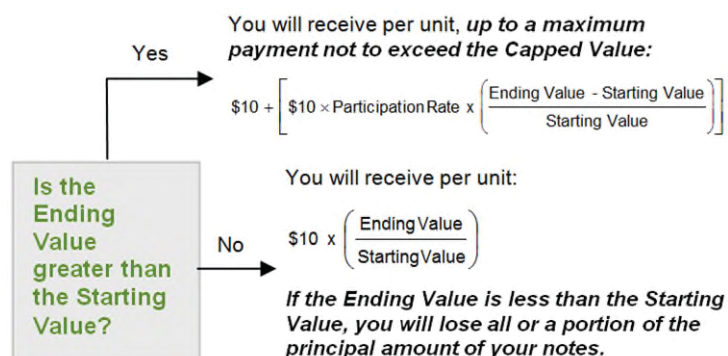 You will receive per unit, up to a maximum
payment not to exceed the Capped Value:
Yes
$10 + [ $10 × Participation Rate x ( Ending Value - Starting Value
Starting Value ) ]
Is the
Ending
Value
greater than
the Starting
Value?
You will receive per unit:
No
$10 x ( Ending Value
Starting Value )
If the Ending Value is less than the Starting
Value, you will lose all or a portion of the
principal amount of your notes.